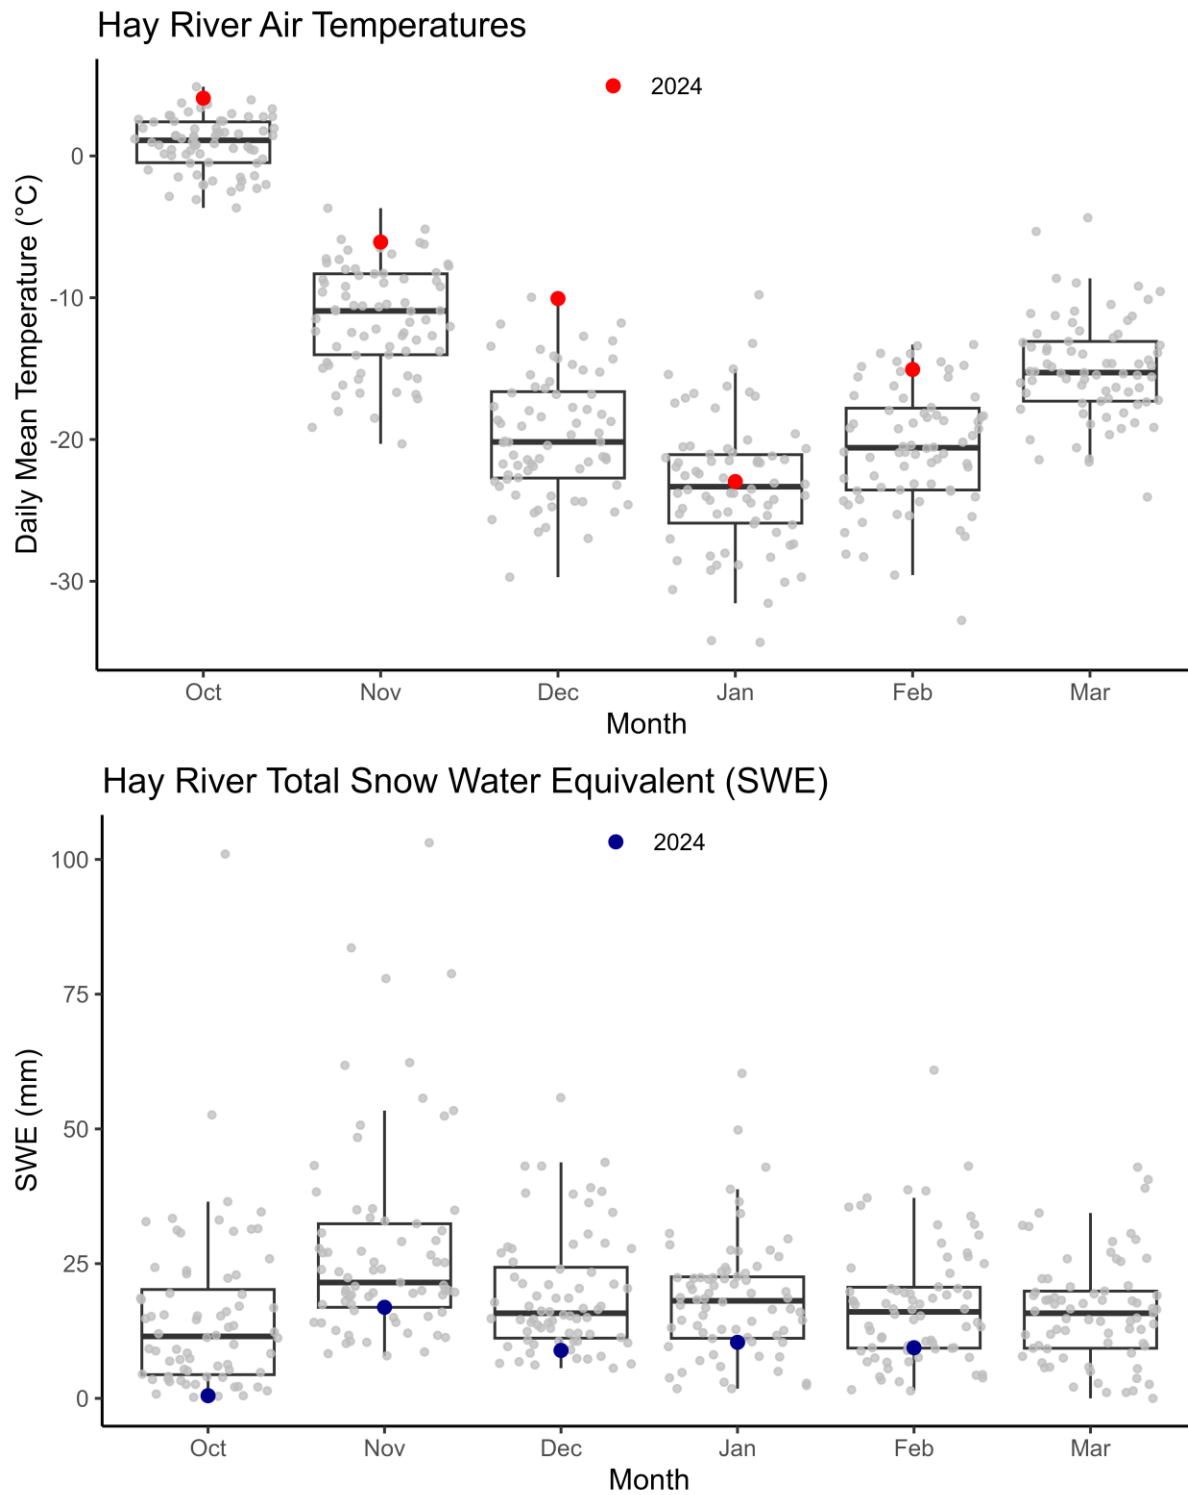 Hay River Air Temperatures
2024
Daily Mean Temperature (°C)
0
-10
-20
-30
Oct Nov Dec Jan Feb Mar
Month
Hay River Total Snow Water Equivalent (SWE)
2024
SWE (mm)
100
75
50
25
0
Oct Nov Dec Jan Feb Mar
Month